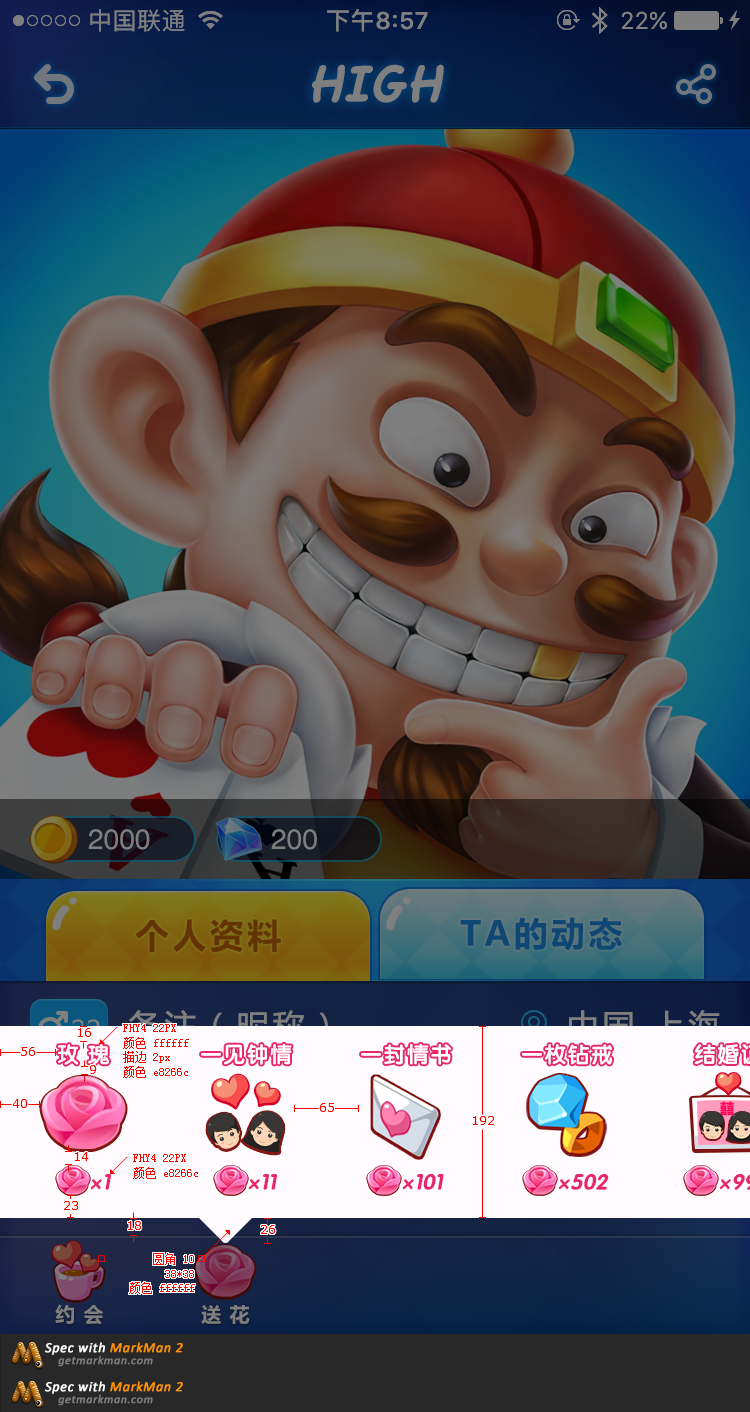 中国联通
下午8:57
22%
HIGH
2000
200
个人资料
TA的动态
备注 ( 昵称 )
中国 上海
16
FHY4 22PX
颜色 ffffff
描边 2px
颜色 e8266c
56
玫 瑰
一见钟情
一封情书
一枚钻戒
9
囍
40
65
192
14
FHY4 22PX
颜色 e8266c
×1
×11
×101
×502
23
18
26
圆角 10
38*38
颜色 ffffff
约 会
送 花
Spec with MarkMan 2
getmarkman.com
Spec with MarkMan 2
getmarkman.com